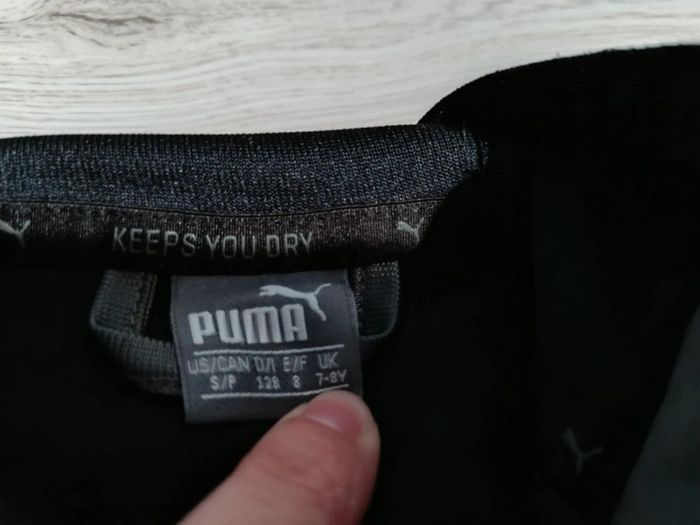 KEEPS YOU DRY
PUMA
US/CAN D/I E/F UK
S/P 128 8 7-8Y